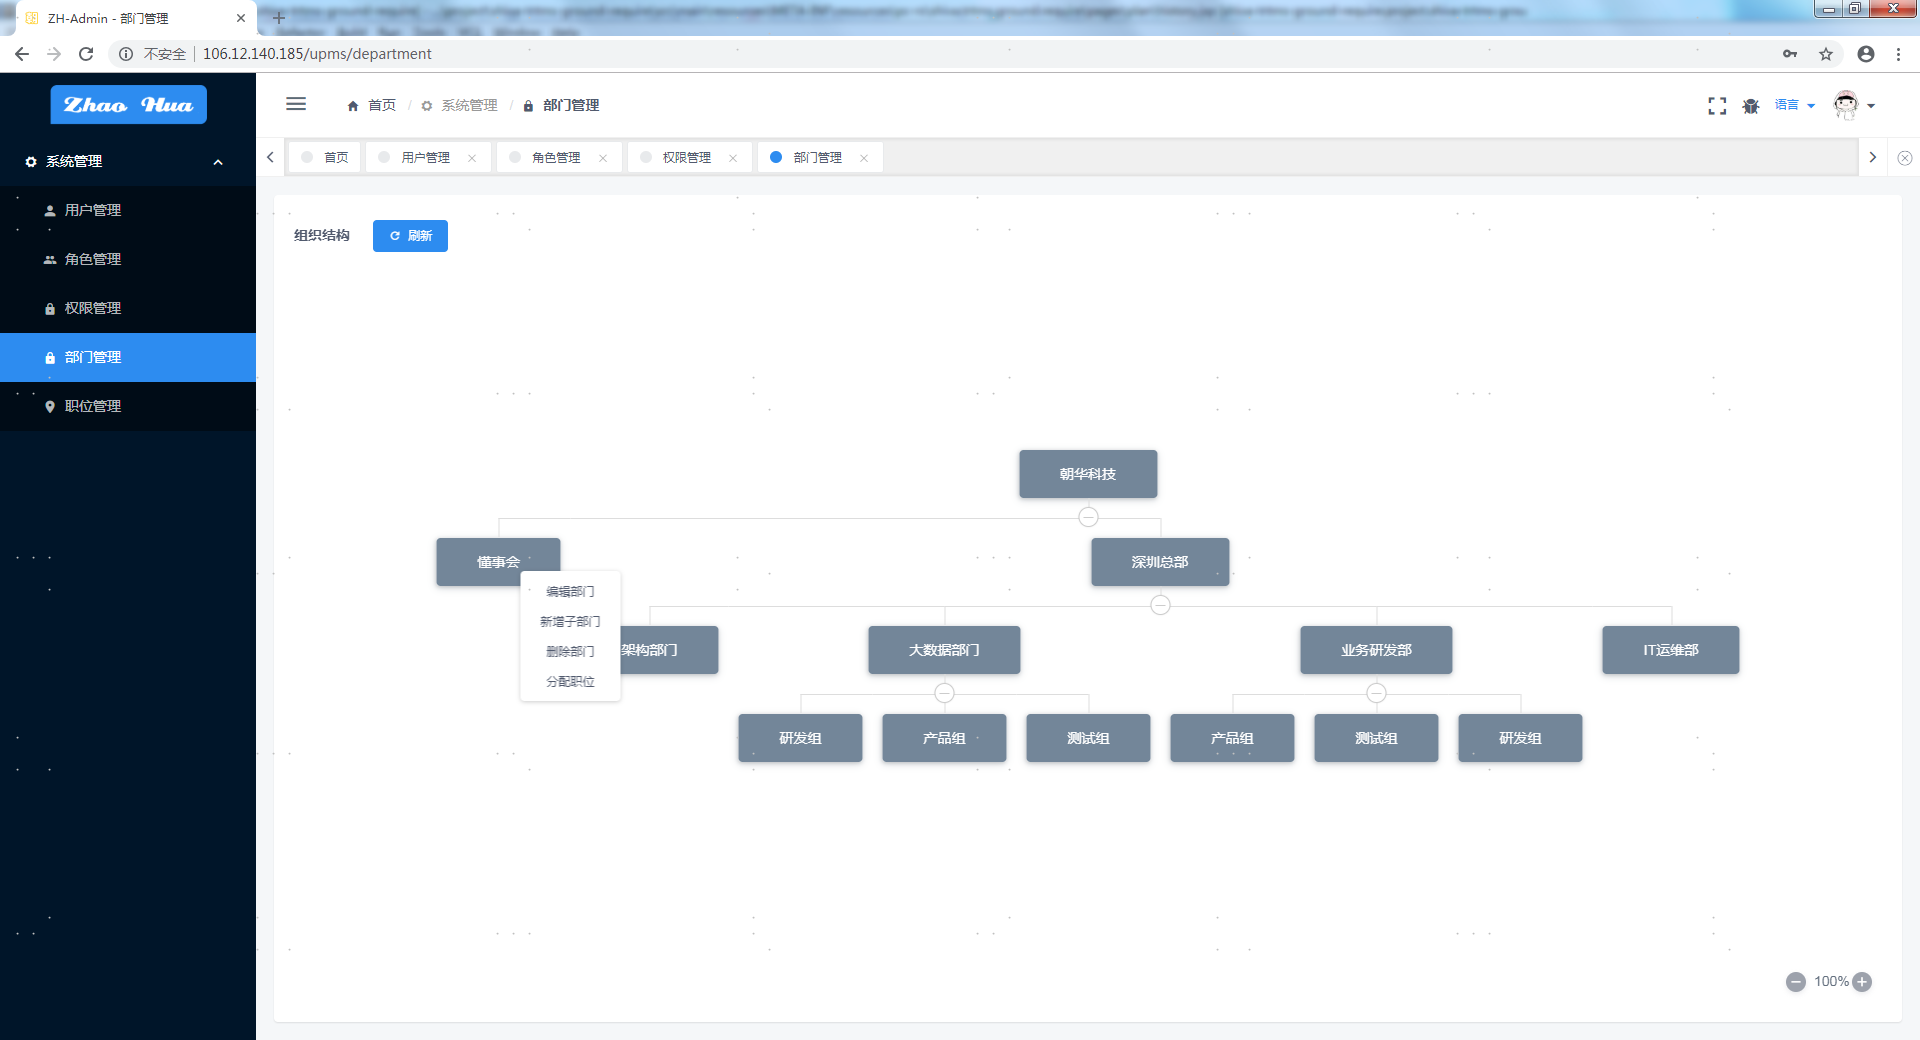 ZH-Admin - 部门管理
不安全 106.12.140.185/upms/department
Zhao Hua
首页 / 系统管理 / 部门管理
语言
系统管理
首页 用户管理 角色管理 权限管理 部门管理
用户管理
角色管理
权限管理
部门管理
职位管理
组织结构 刷新
朝华科技
懂事会 深圳总部
编辑部门
新增子部门
删除部门
分配职位
架构部门 大数据部门 业务研发部 IT运维部
研发组 产品组 测试组 产品组 测试组 研发组
100%